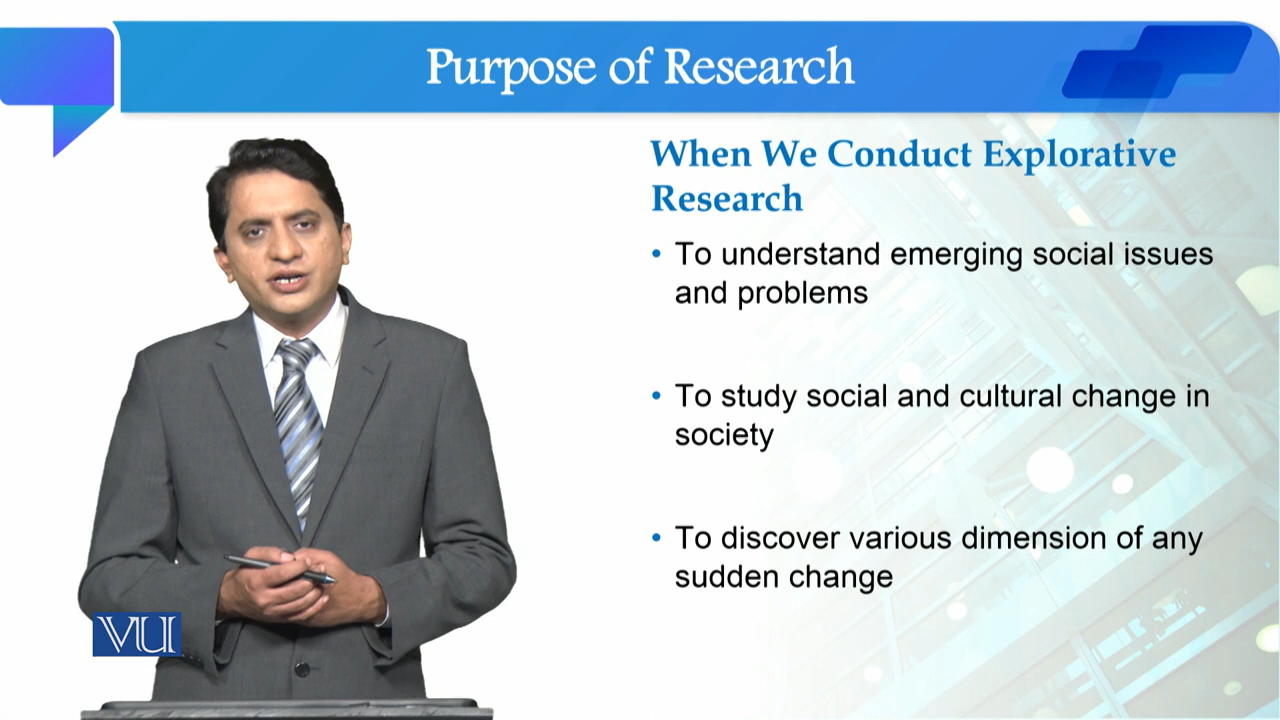 Purpose of Research
When We Conduct Explorative
Research
• To understand emerging social issues
and problems
• To study social and cultural change in
society
• To discover various dimension of any
sudden change
VU